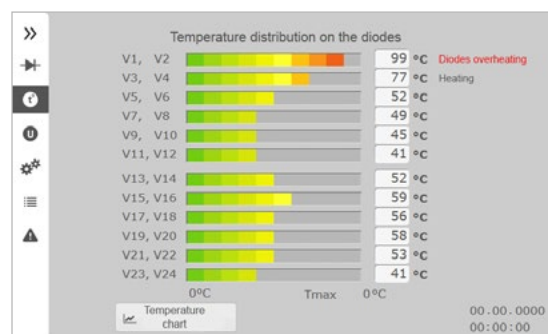 Temperature distribution on the diodes
V1, V2 99 °C Diodes overheating
V3, V4 77 °C Heating
V5, V6 52 °C
V7, V8 49 °C
V9, V10 45 °C
V11, V12 41 °C
V13, V14 52 °C
V15, V16 59 °C
V17, V18 56 °C
V19, V20 58 °C
V21, V22 53 °C
V23, V24 41 °C
0°C Tmax 0°C
Temperature
chart
00.00.0000
00:00:00
t°
U